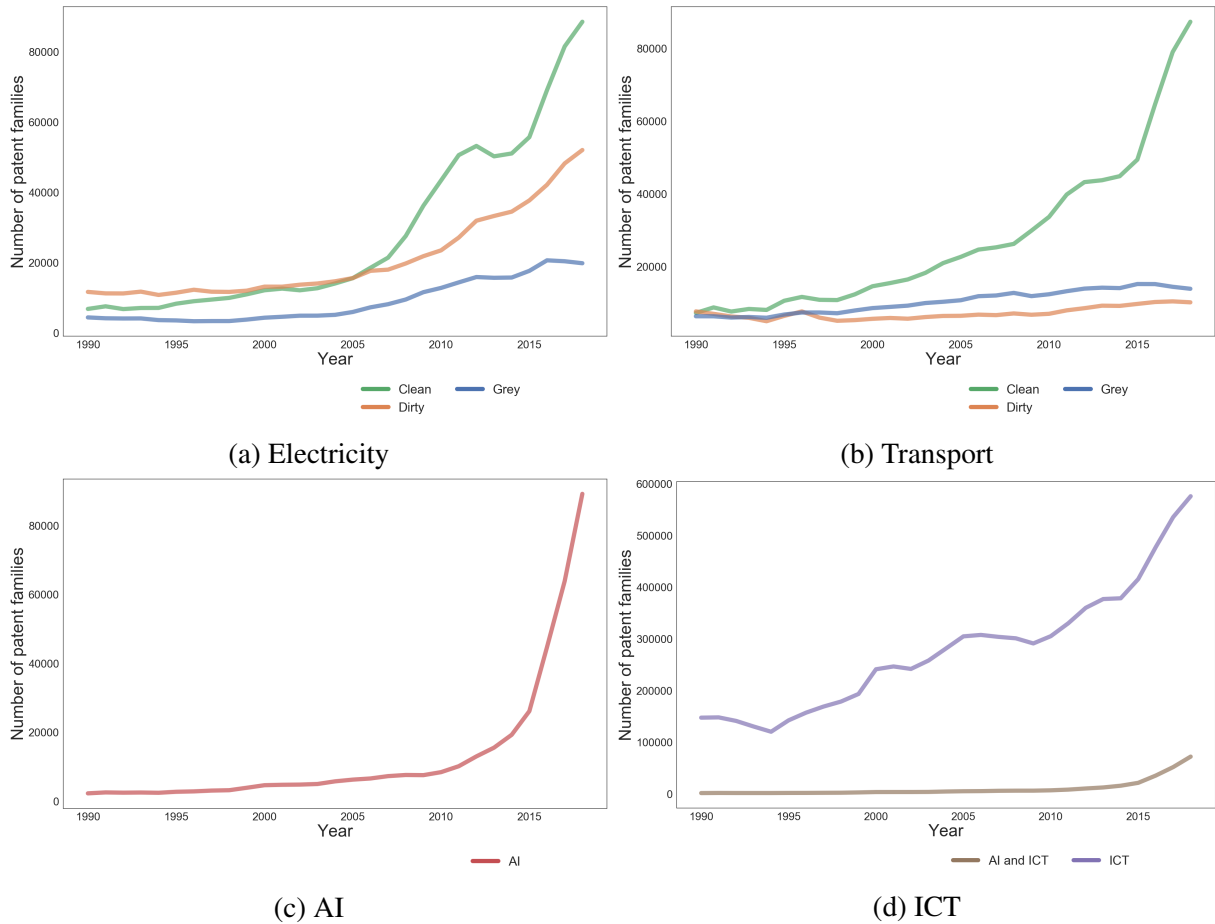 Number of patent families
80000
60000
40000
20000
0
1990 1995 2000 2005 2010 2015
Year
Clean Grey
Dirty
(a) Electricity
Number of patent families
80000
60000
40000
20000
1990 1995 2000 2005 2010 2015
Year
Clean Grey
Dirty
(b) Transport
Number of patent families
80000
60000
40000
20000
0
1990 1995 2000 2005 2010 2015
Year
AI
(c) AI
Number of patent families
600000
500000
400000
300000
200000
100000
0
1990 1995 2000 2005 2010 2015
Year
AI and ICT ICT
(d) ICT